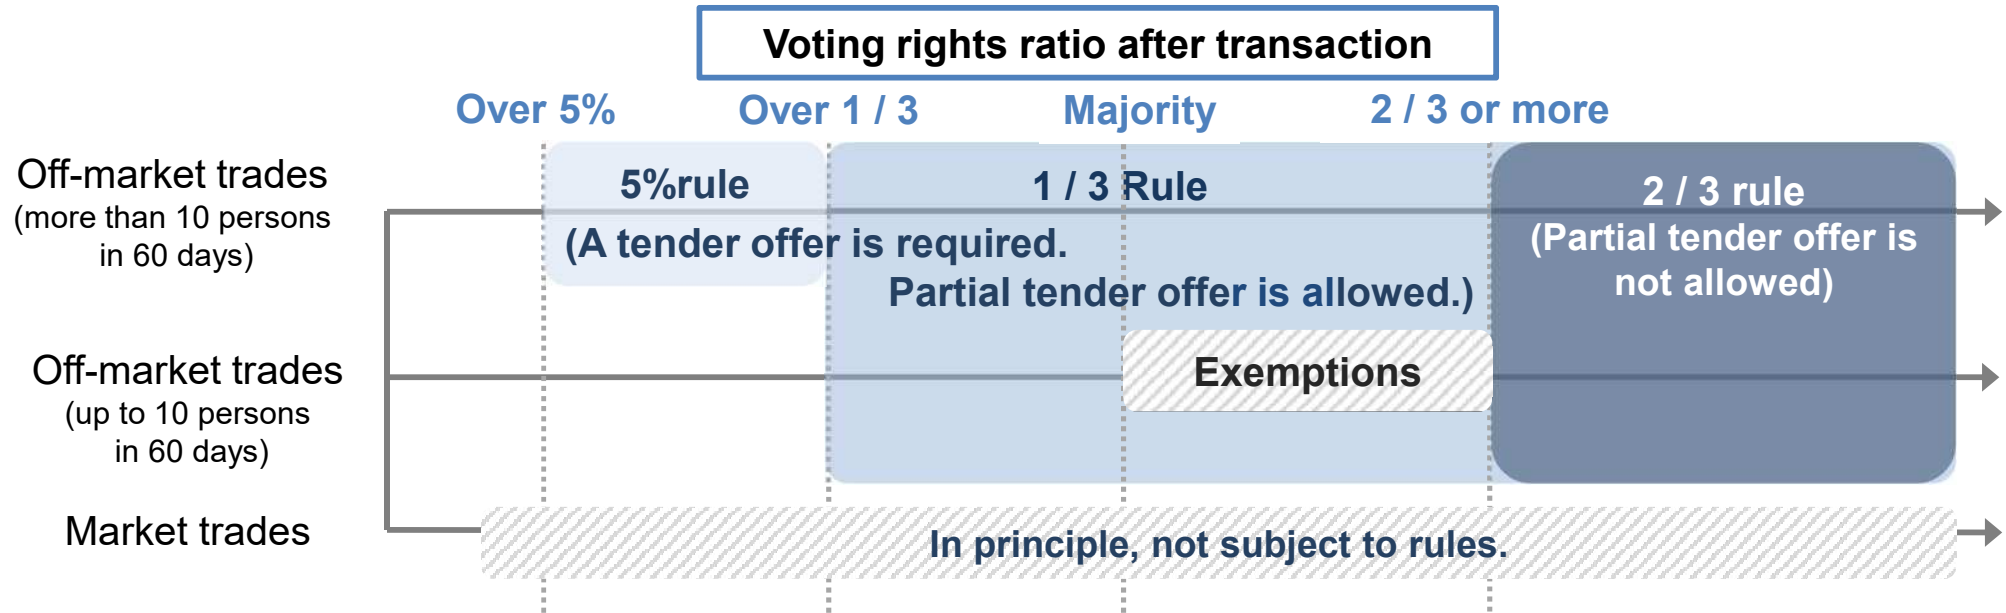 Voting rights ratio after transaction
Over 5%
Over 1 / 3
Majority
2 / 3 or more
Off-market trades
(more than 10 persons
in 60 days)
5%rule
1 / 3 Rule
(A tender offer is required.
Partial tender offer is allowed.)
2 / 3 rule
(Partial tender offer is
not allowed)
Off-market trades
(up to 10 persons
in 60 days)
Exemptions
Market trades
In principle, not subject to rules.